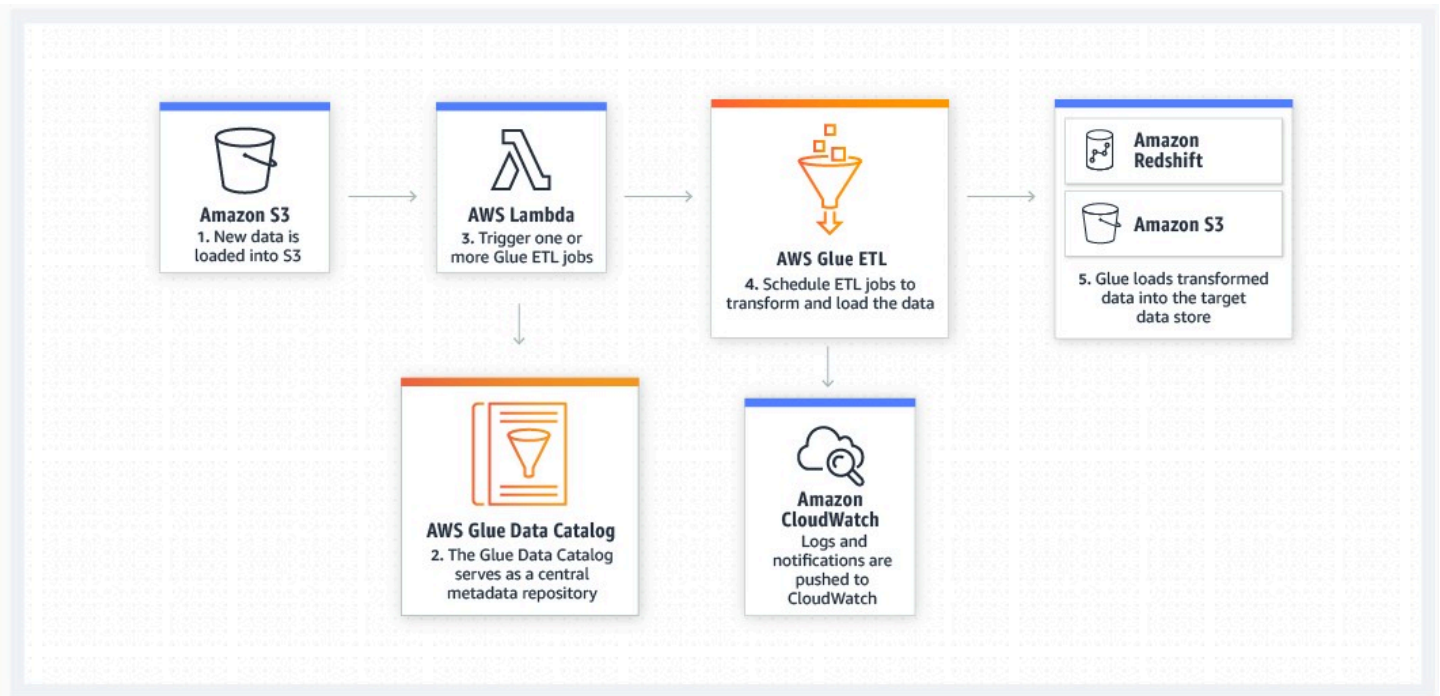 Amazon S3
1. New data is
loaded into S3
AWS Lambda
3. Trigger one or
more Glue ETL jobs
AWS Glue ETL
4. Schedule ETL jobs to
transform and load the data
Amazon
Redshift
Amazon S3
5. Glue loads transformed
data into the target
data store
AWS Glue Data Catalog
2. The Glue Data Catalog
serves as a central
metadata repository
Amazon
CloudWatch
Logs and
notifications are
pushed to
CloudWatch